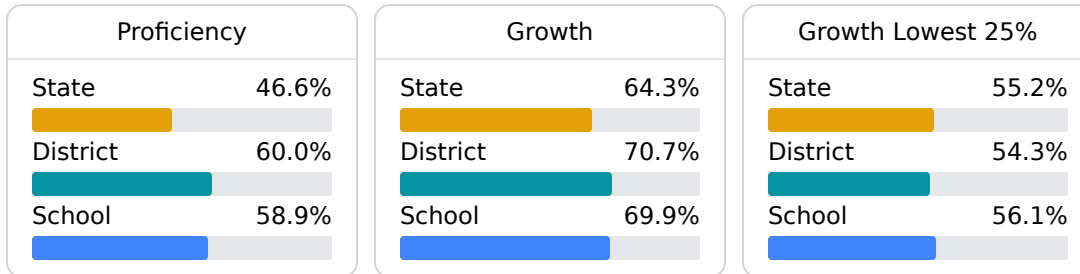 Proficiency
State 46.6%
District 60.0%
School 58.9%
Growth
State 64.3%
District 70.7%
School 69.9%
Growth Lowest 25%
State 55.2%
District 54.3%
School 56.1%